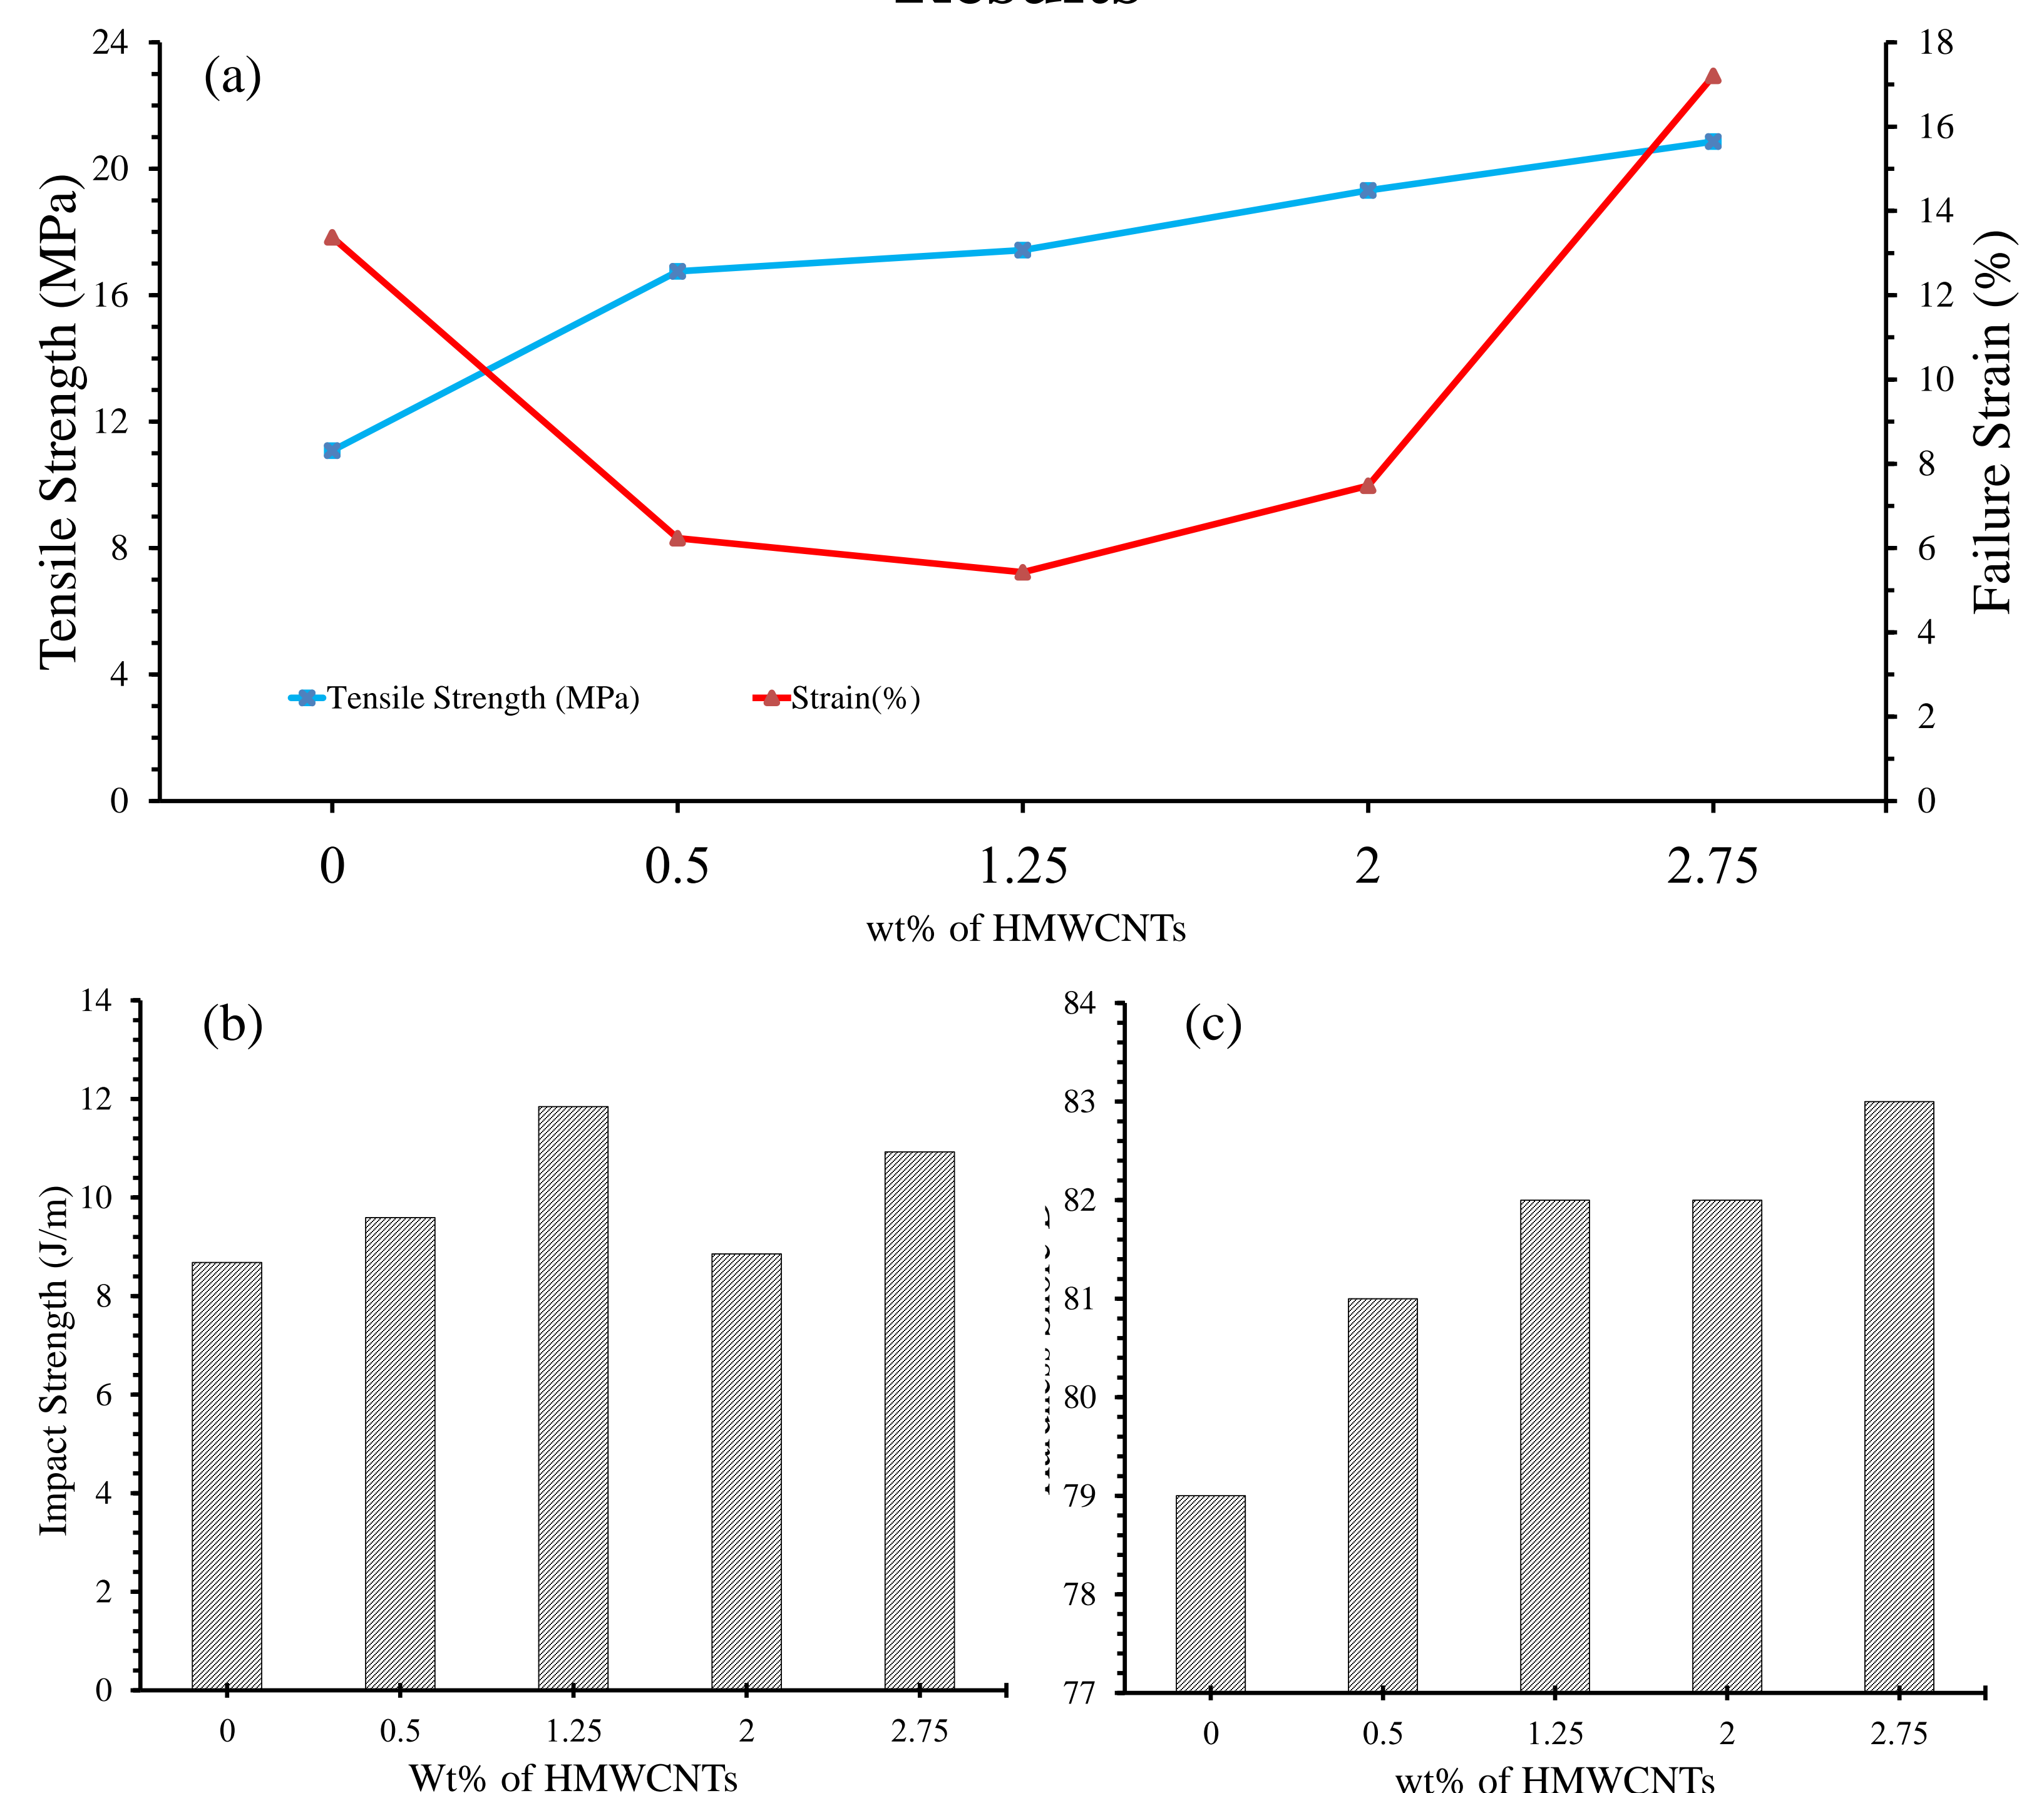 (a)
Tensile Strength (MPa)
24
20
16
12
8
4
0
18
16
14
12
10
8
6
4
2
0
Failure Strain (%)
Tensile Strength (MPa)
Strain(%)
0 0.5 1.25 2 2.75
wt% of HMWCNTs
(b)
Impact Strength (J/m)
14
12
10
8
6
4
2
0
0 0.5 1.25 2 2.75
Wt% of HMWCNTs
(c)
84
83
82
81
80
79
78
77
0 0.5 1.25 2 2.75
wt% of HMWCNTs